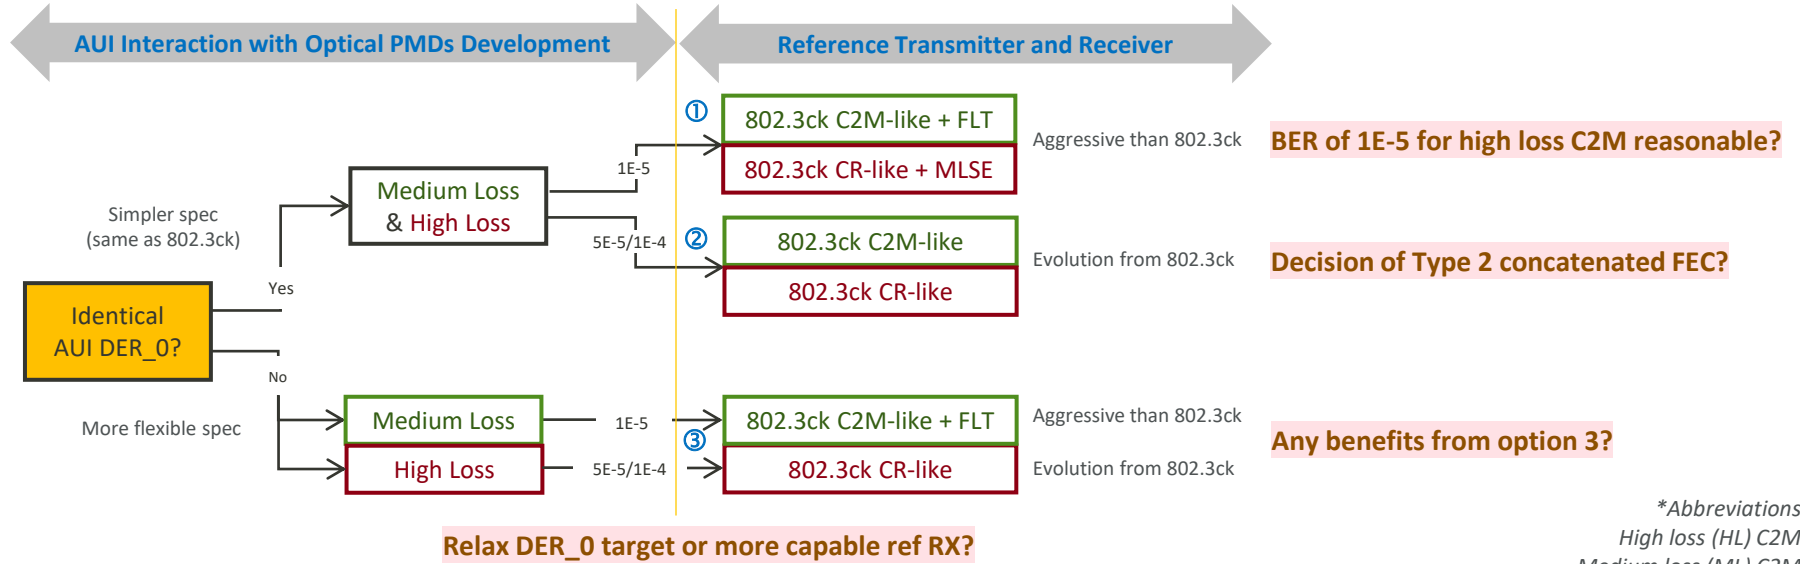 AUI Interaction with Optical PMDs Development
Reference Transmitter and Receiver
①
802.3ck C2M-like + FLT
802.3ck CR-like + MLSE
Aggressive than 802.3ck
BER of 1E-5 for high loss C2M reasonable?
1E-5
Medium Loss
& High Loss
Simpler spec
(same as 802.3ck)
5E-5/1E-4
②
802.3ck C2M-like
802.3ck CR-like
Evolution from 802.3ck
Decision of Type 2 concatenated FEC?
Yes
Identical
AUI DER_0?
No
More flexible spec
Medium Loss
1E-5
802.3ck C2M-like + FLT
Aggressive than 802.3ck
③
Any benefits from option 3?
High Loss
5E-5/1E-4
802.3ck CR-like
Evolution from 802.3ck
Relax DER_0 target or more capable ref RX?
*Abbreviations
High loss (HL) C2M
Medium loss (ML) C2M